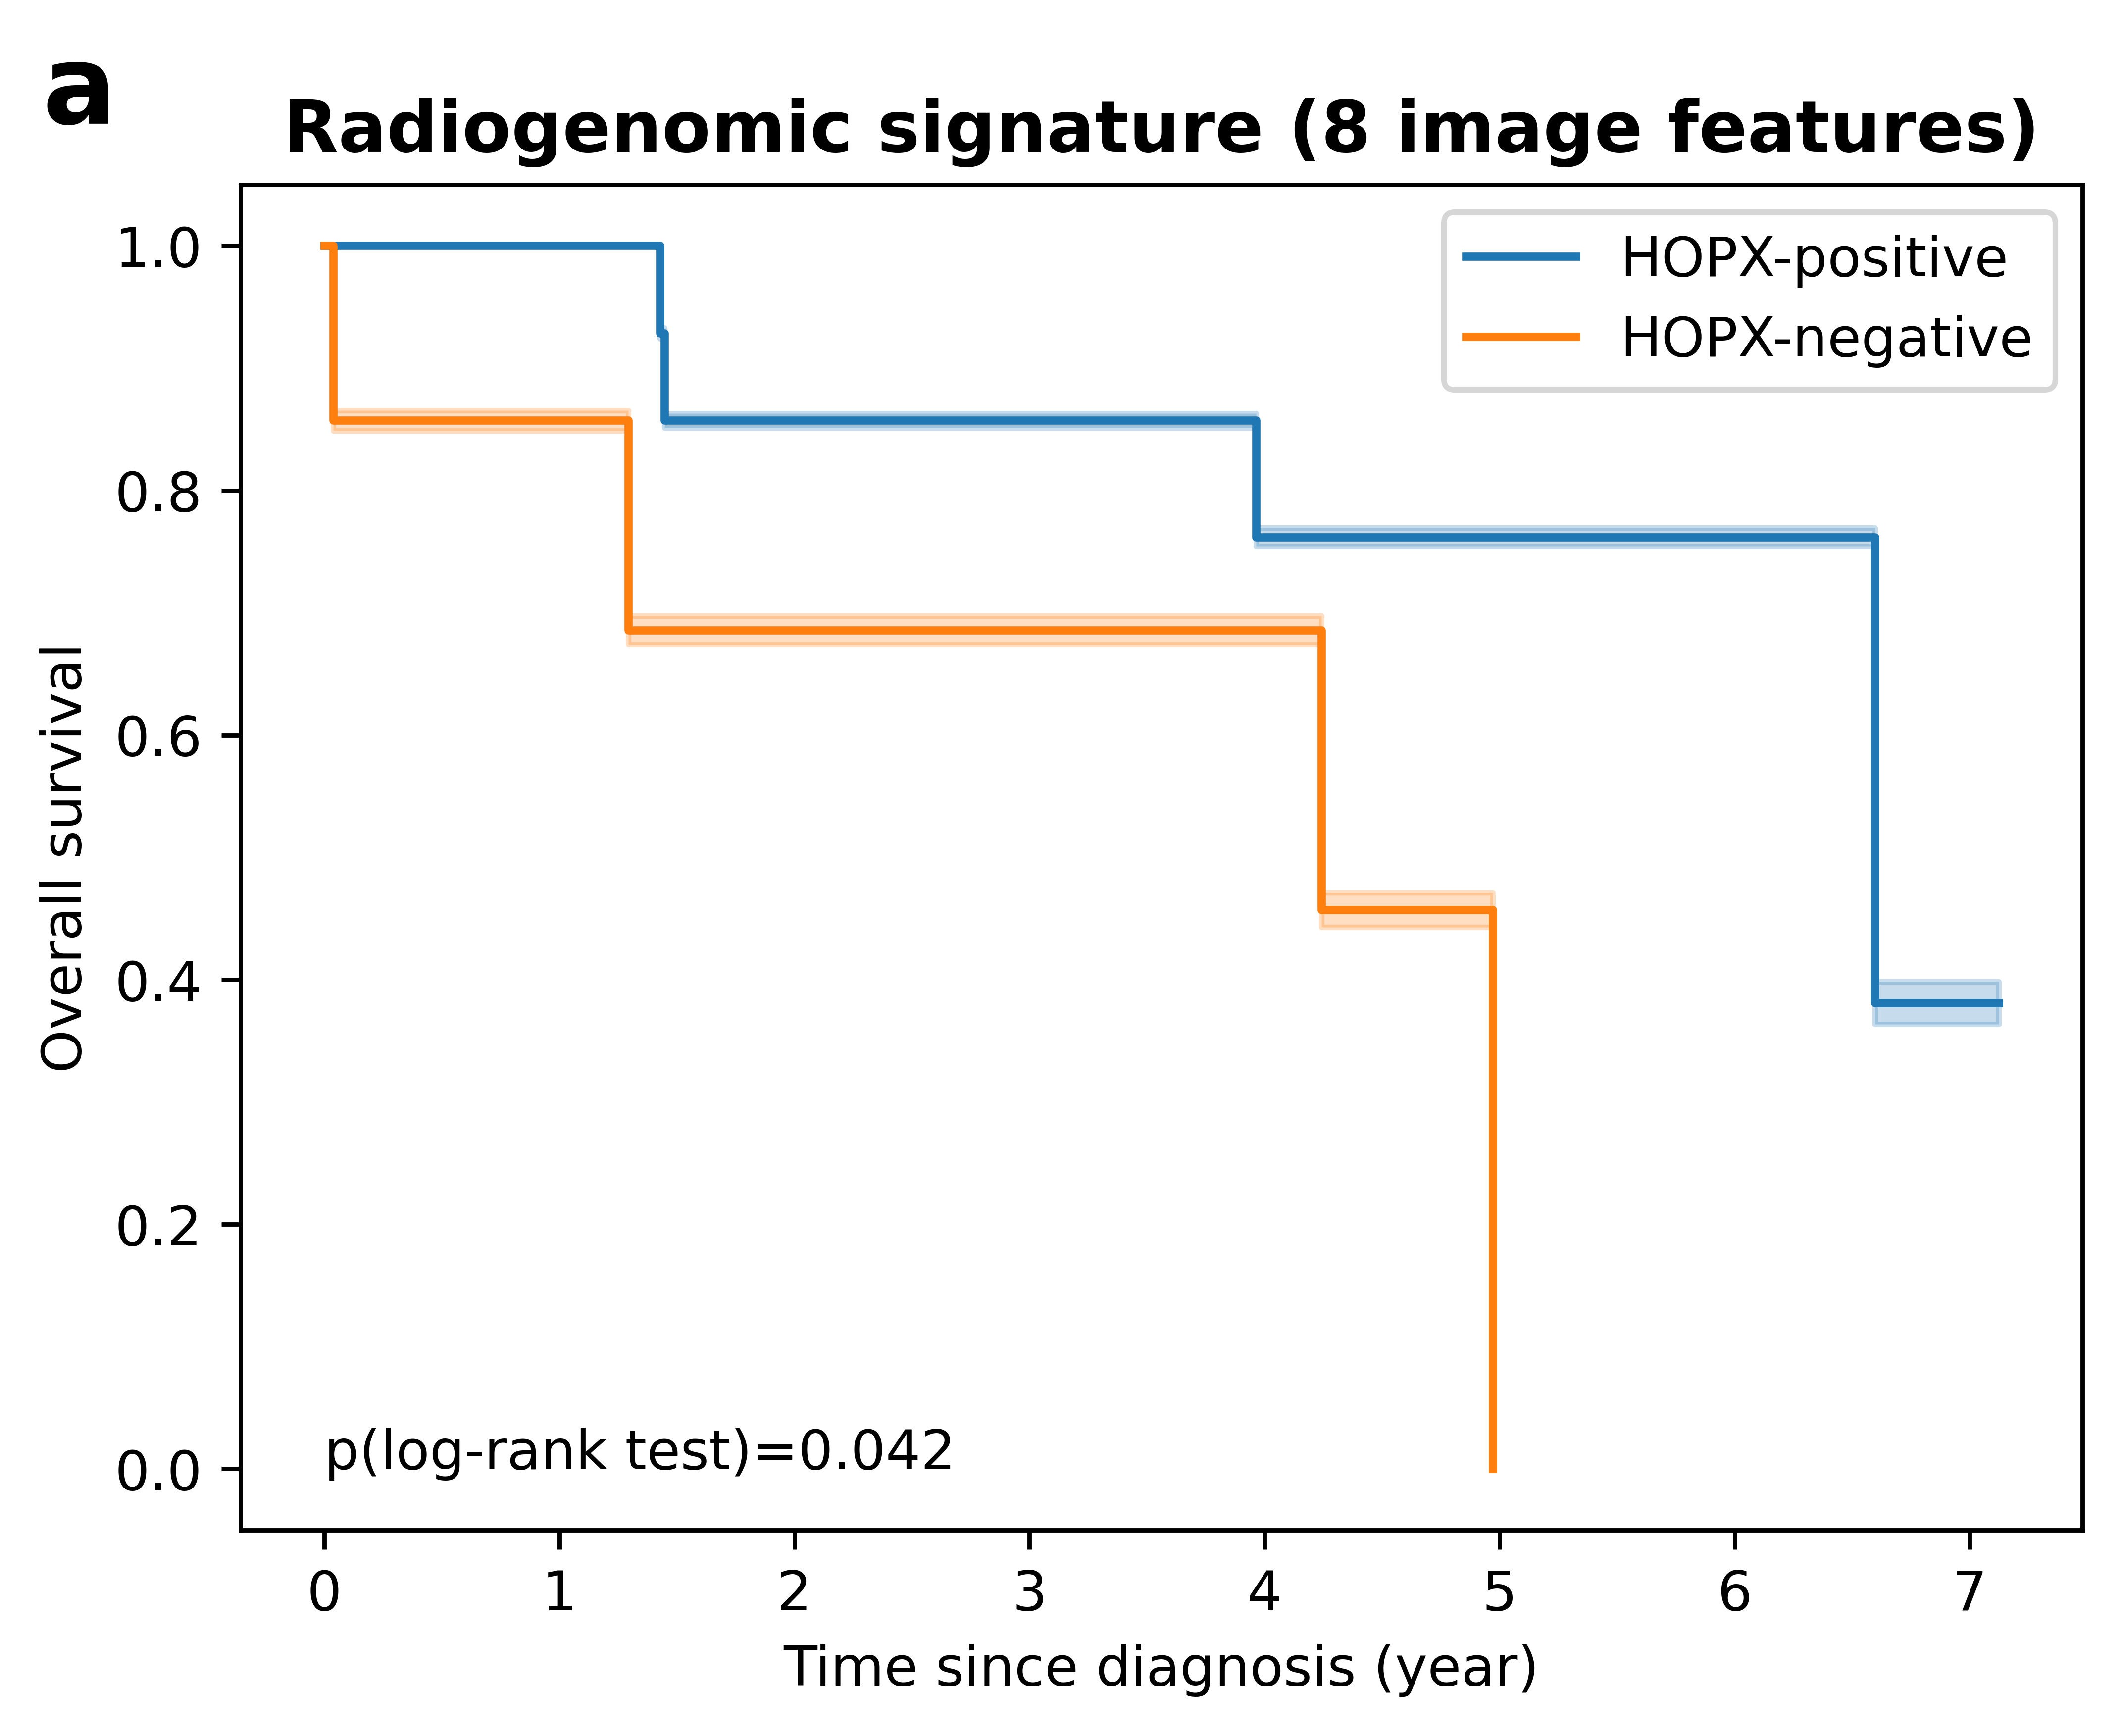 a
Radiogenomic signature (8 image features)
HOPX-positive
HOPX-negative
Overall survival
1.0
0.8
0.6
0.4
0.2
0.0
p(log-rank test)=0.042
0 1 2 3 4 5 6 7
Time since diagnosis (year)